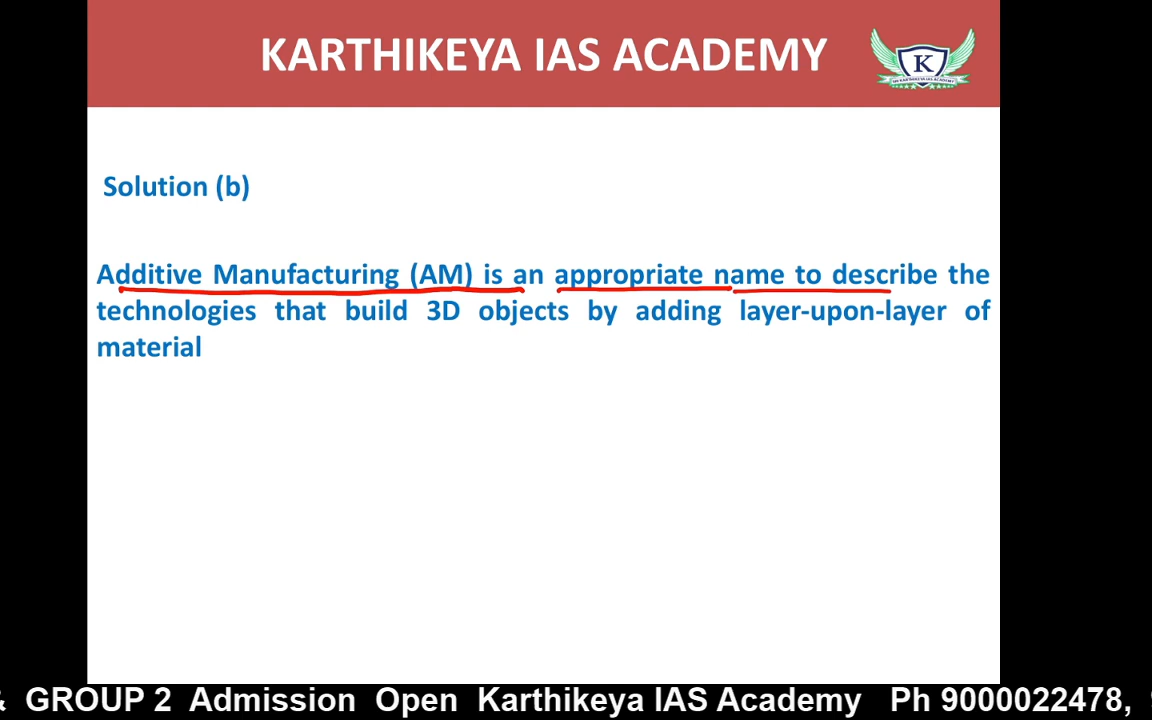 KARTHIKEYA IAS ACADEMY
K
Solution (b)
Additive Manufacturing (AM) is an appropriate name to describe the
technologies that build 3D objects by adding layer-upon-layer of
material
& GROUP 2 Admission Open Karthikeya IAS Academy Ph 9000022478,